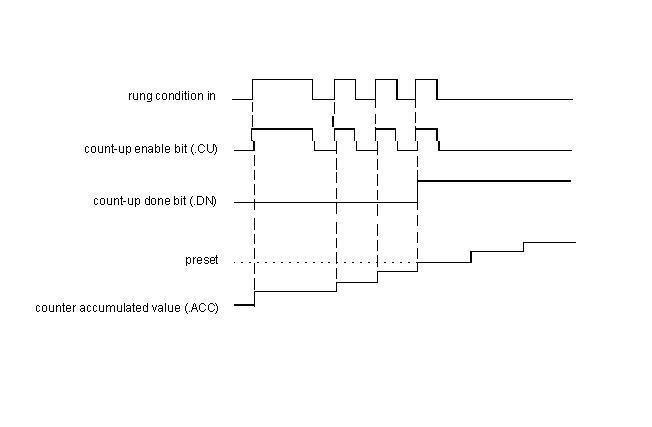 rung condition in
count-up enable bit (.CU)
count-up done bit (.DN)
preset
counter accumulated value (.ACC)